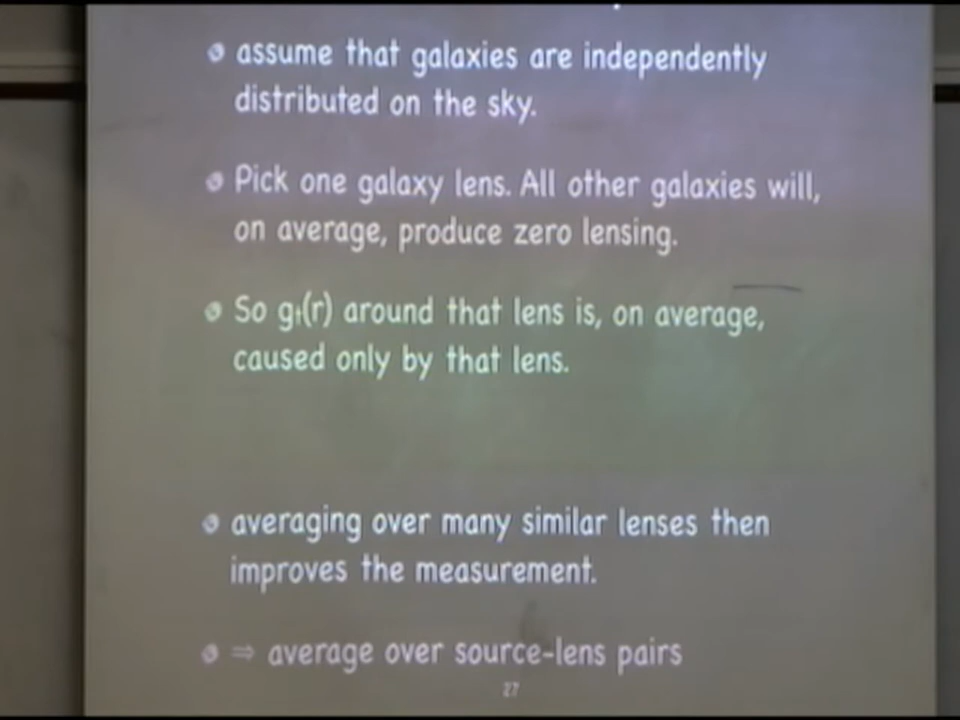 assume that galaxies are independently
distributed on the sky.
Pick one galaxy lens. All other galaxies will,
on average, produce zero lensing.
So gt(r) around that lens is, on average,
caused only by that lens.
averaging over many similar lenses then
improves the measurement.
⇒ average over source-lens pairs
27